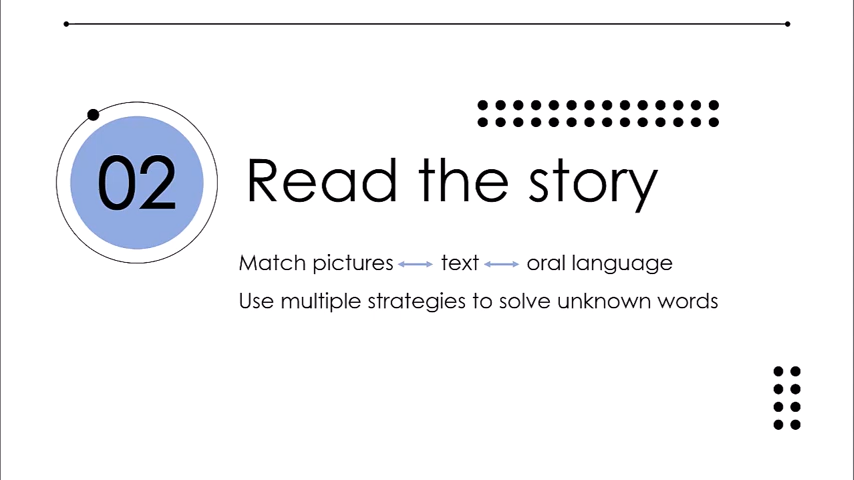 02
Read the story
Match pictures ↔ text ↔ oral language
Use multiple strategies to solve unknown words